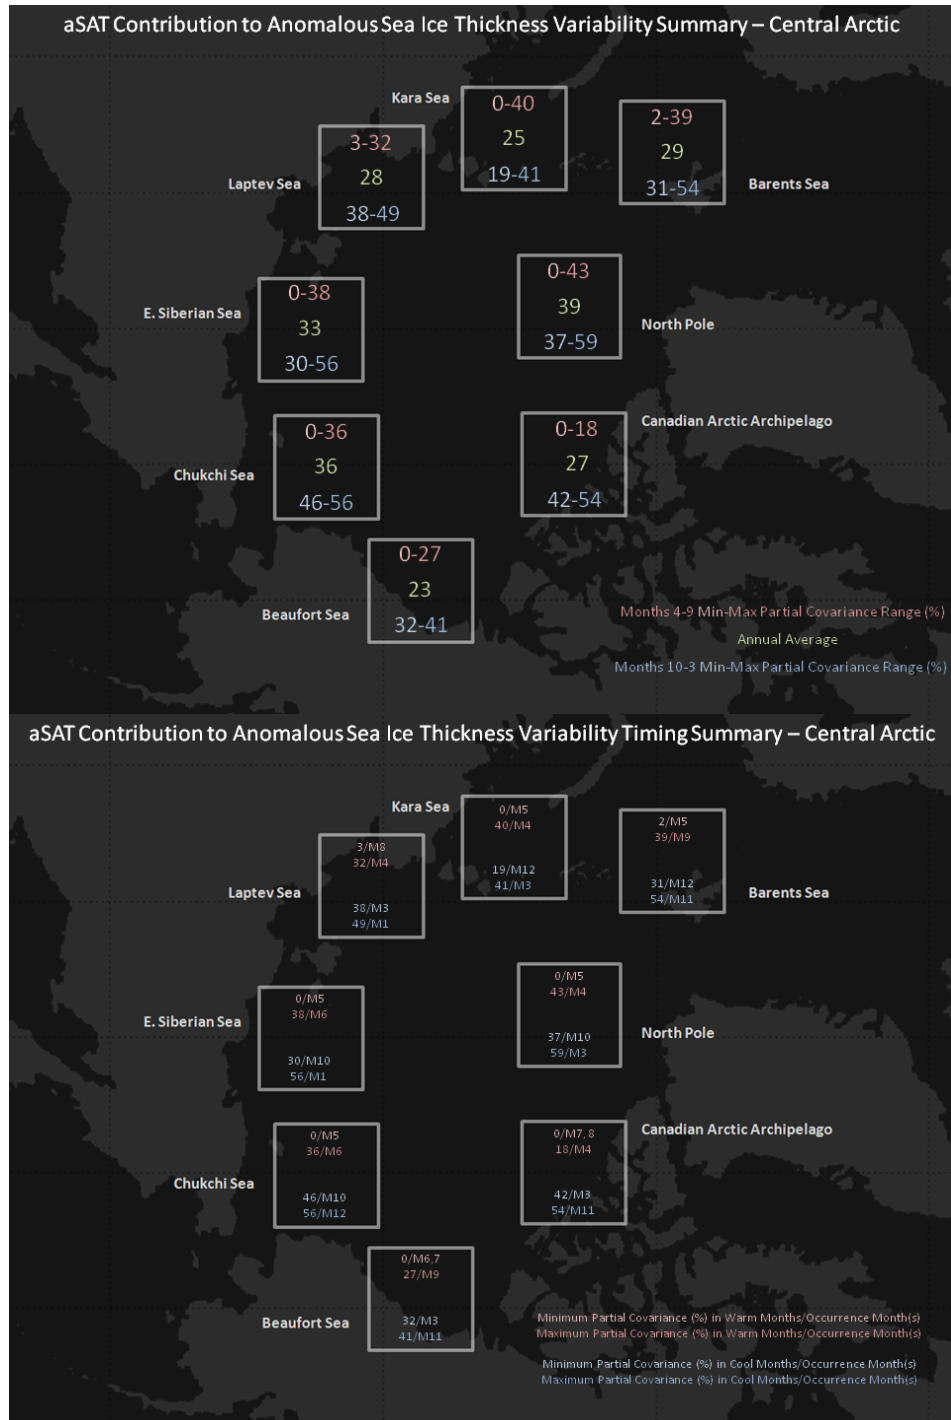 aSAT Contribution to Anomalous Sea Ice Thickness Variability Summary – Central Arctic
Kara Sea
0-40
25
19-41
2-39
29
31-54
Barents Sea
3-32
28
38-49
Laptev Sea
0-38
33
30-56
E. Siberian Sea
0-43
39
37-59
North Pole
0-36
36
46-56
Chukchi Sea
0-18
27
42-54
Canadian Arctic Archipelago
0-27
23
32-41
Beaufort Sea
Months 4-9 Min-Max Partial Covariance Range (%)
Annual Average
Months 10-3 Min-Max Partial Covariance Range (%)
aSAT Contribution to Anomalous Sea Ice Thickness Variability Timing Summary – Central Arctic
Kara Sea
0/M5
40/M4
19/M12
41/M3
2/M5
39/M9
31/M12
54/M11
Barents Sea
3/M8
32/M4
38/M3
49/M1
Laptev Sea
0/M5
38/M6
30/M10
56/M1
E. Siberian Sea
0/M5
43/M4
37/M10
59/M3
North Pole
0/M5
36/M6
46/M10
56/M12
Chukchi Sea
0/M7, 8
18/M4
42/M3
54/M11
Canadian Arctic Archipelago
0/M6,7
27/M9
32/M3
41/M11
Beaufort Sea
Minimum Partial Covariance (%) in Warm Months/Occurrence Month(s)
Maximum Partial Covariance (%) in Warm Months/Occurrence Month(s)
Minimum Partial Covariance (%) in Cool Months/Occurrence Month(s)
Maximum Partial Covariance (%) in Cool Months/Occurrence Month(s)